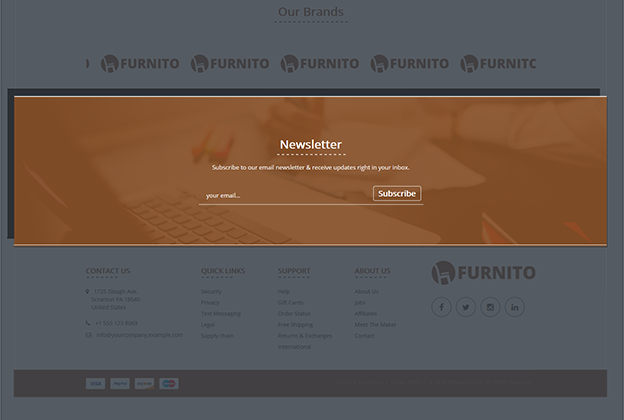 Our Brands
FURNITO FURNITO FURNITO FURNITO FURNITC
Newsletter
Subscribe to our email newsletter & receive updates right in your inbox.
your email...
Subscribe
CONTACT US
1725 Slough Ave.
Scranton PA 18540
United States
+1 555 123 8069
info@yourcompany.example.com
QUICK LINKS
Security
Privacy
Text Messaging
Legal
Supply chain
SUPPORT
Help
Gift Cards
Order Status
Free Shipping
Returns & Exchanges
International
ABOUT US
About Us
Jobs
Affiliates
Meet The Maker
Contact
FURNITO
VISA PayPal